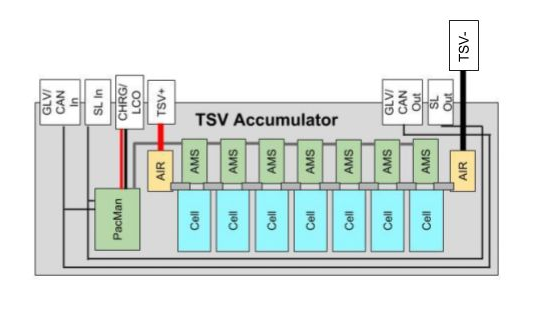 TSV-
GLV/
CAN
In
SL In
CHRG/
LCO
TSV+
GLV/
CAN
Out
SL
Out
TSV Accumulator
AIR
AMS
AMS
AMS
AMS
AMS
AMS
AMS
AIR
PacMan
Cell
Cell
Cell
Cell
Cell
Cell
Cell